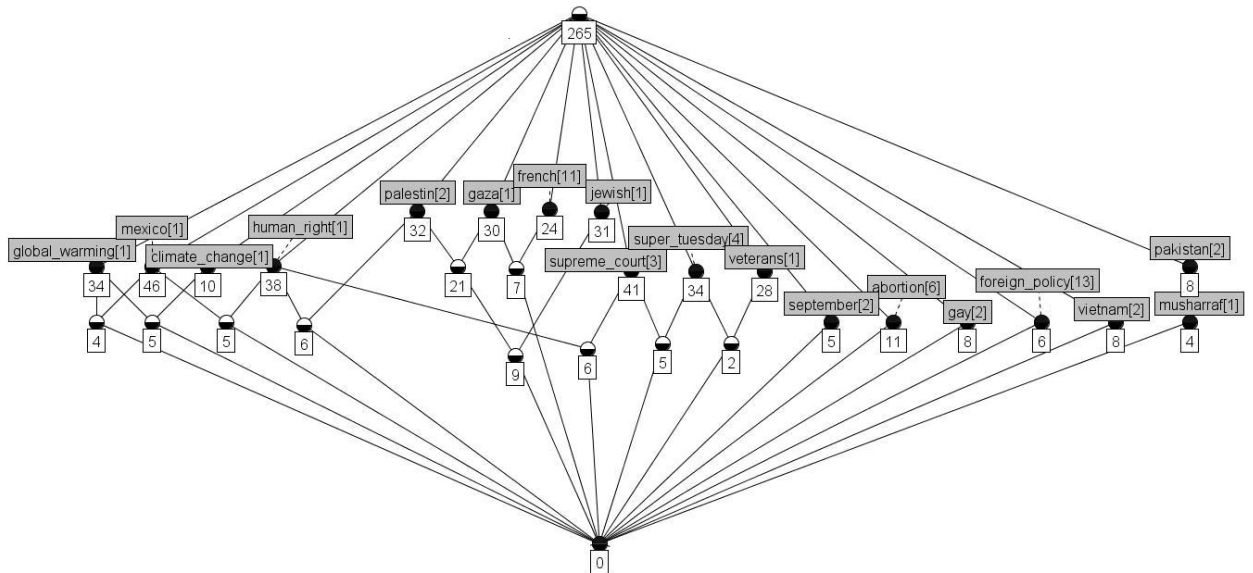 265
french[11]
palestin[2]
gaza[1]
jewish[1]
24
mexico[1]
human_right[1]
32
30
31
super_tuesday[4]
global_warming[1]
climate_change[1]
supreme_court[3]
veterans[1]
pakistan[2]
34
46
10
38
21
7
41
34
28
abortion[6]
foreign_policy[13]
8
september[2]
gay[2]
vietnam[2]
musharraf[1]
4
5
5
6
9
6
5
2
5
11
8
6
8
4
0